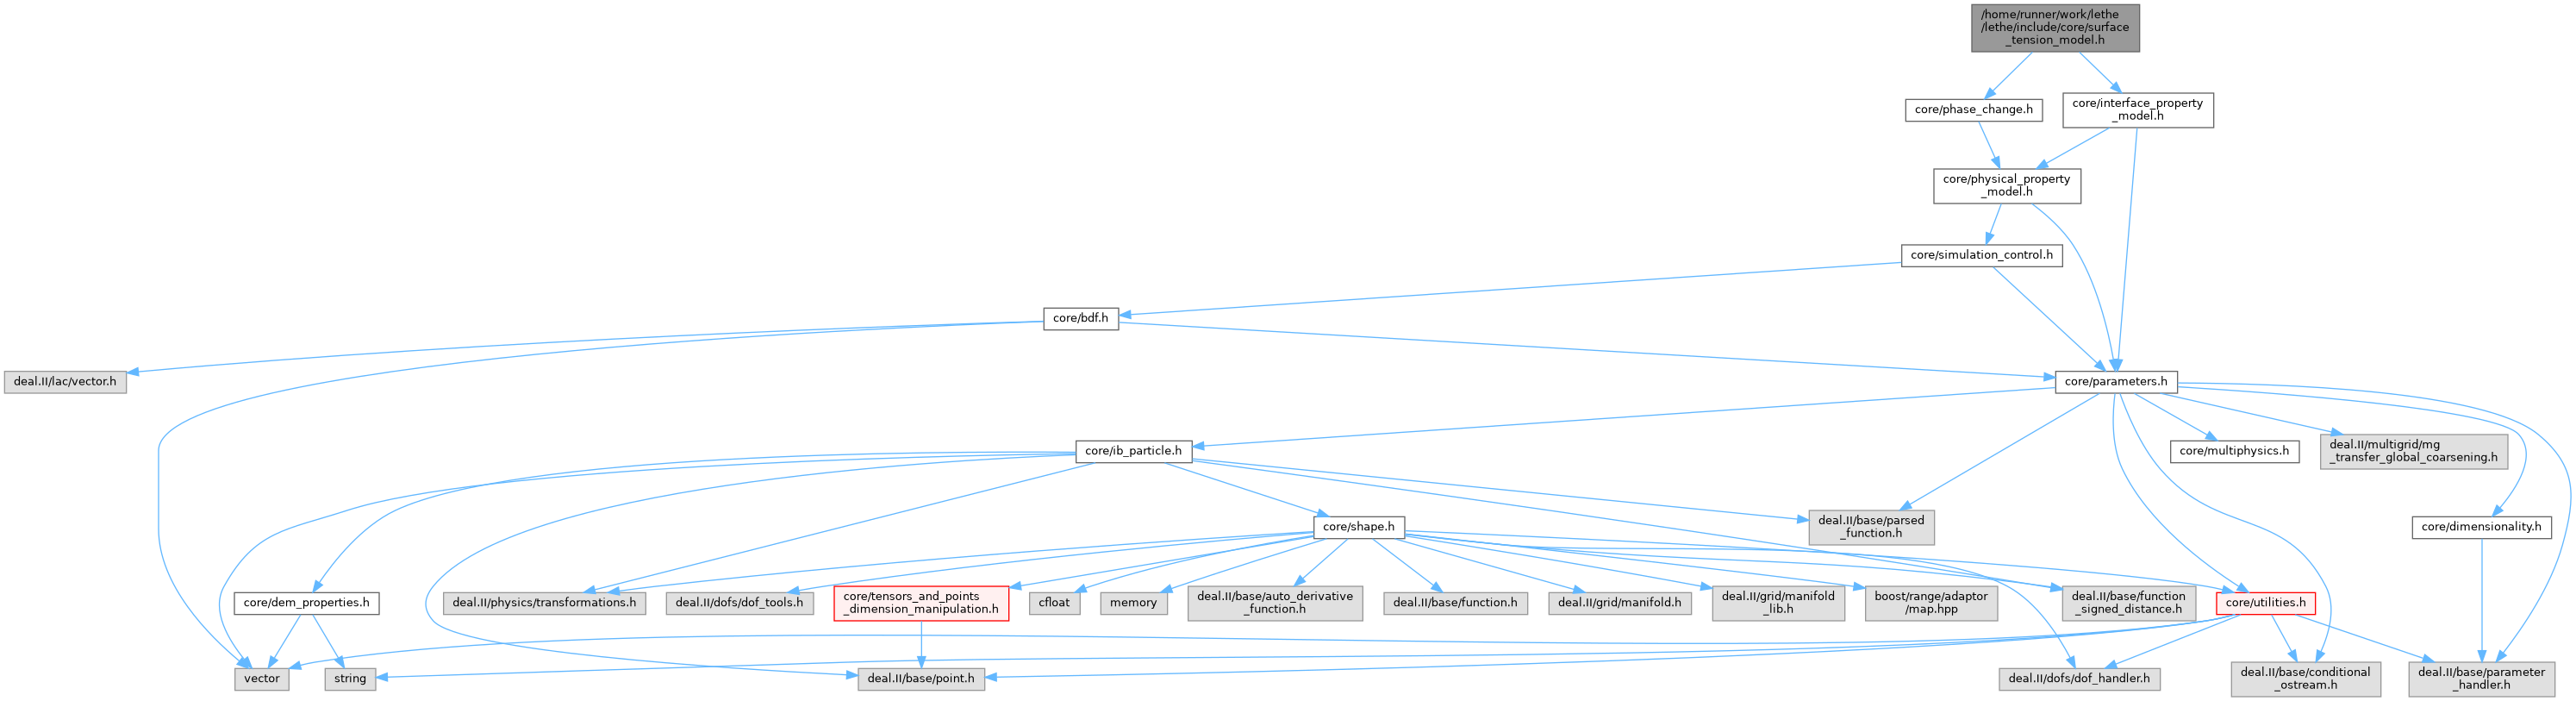 /home/runner/work/lethe
/lethe/include/core/surface
_tension_model.h
core/phase_change.h
core/interface_property
_model.h
core/physical_property
_model.h
core/simulation_control.h
core/bdf.h
deal.II/lac/vector.h
core/parameters.h
core/ib_particle.h
core/multiphysics.h
deal.II/multigrid/mg
_transfer_global_coarsening.h
core/shape.h
deal.II/base/parsed
_function.h
core/dimensionality.h
core/dem_properties.h
deal.II/physics/transformations.h
deal.II/dofs/dof_tools.h
core/tensors_and_points
_dimension_manipulation.h
cfloat
memory
deal.II/base/auto_derivative
_function.h
deal.II/base/function.h
deal.II/grid/manifold.h
deal.II/grid/manifold
_lib.h
boost/range/adaptor
/map.hpp
deal.II/base/function
_signed_distance.h
core/utilities.h
vector
string
deal.II/base/point.h
deal.II/dofs/dof_handler.h
deal.II/base/conditional
_ostream.h
deal.II/base/parameter
_handler.h